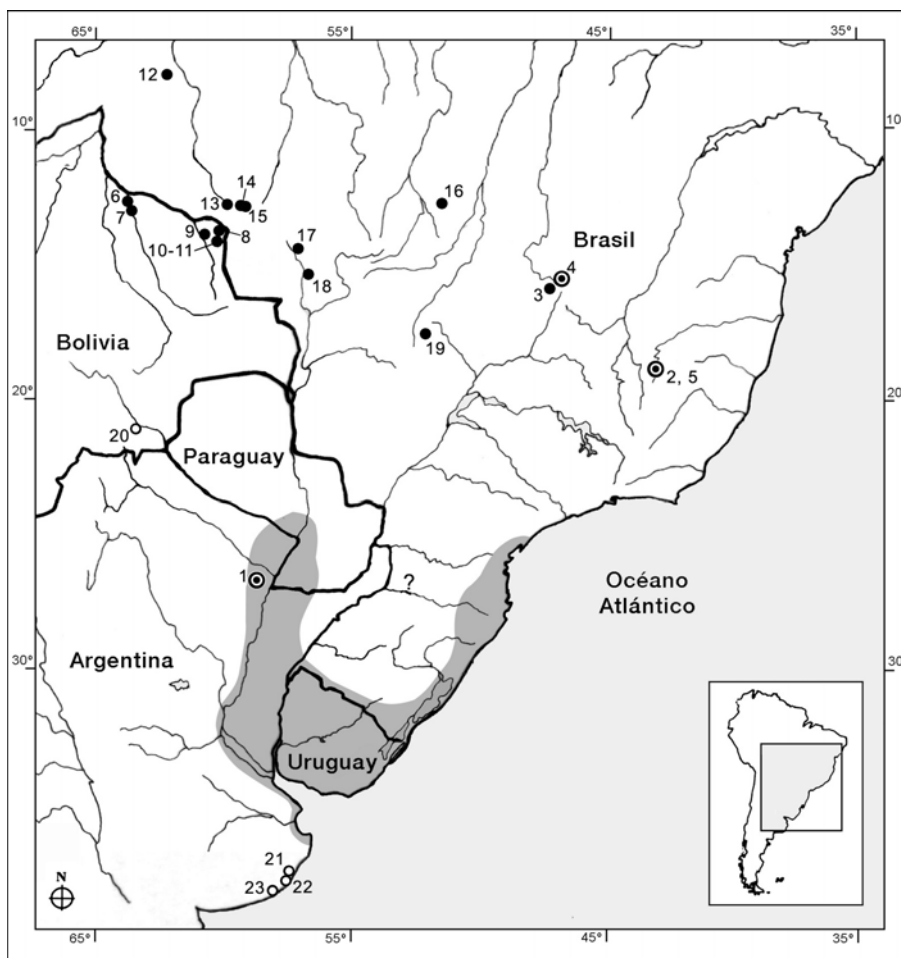 65° 55° 45° 35°
12
10° 10
14
6 13 16
7 15
9 8
10-11 17 Brasil
18 4
3
Bolivia 19
2, 5
20° 20
20
Paraguay
1 ?
Océano
Atlántico
Argentina
30° 30
Uruguay
21
N 23 22
65° 55° 45° 35°